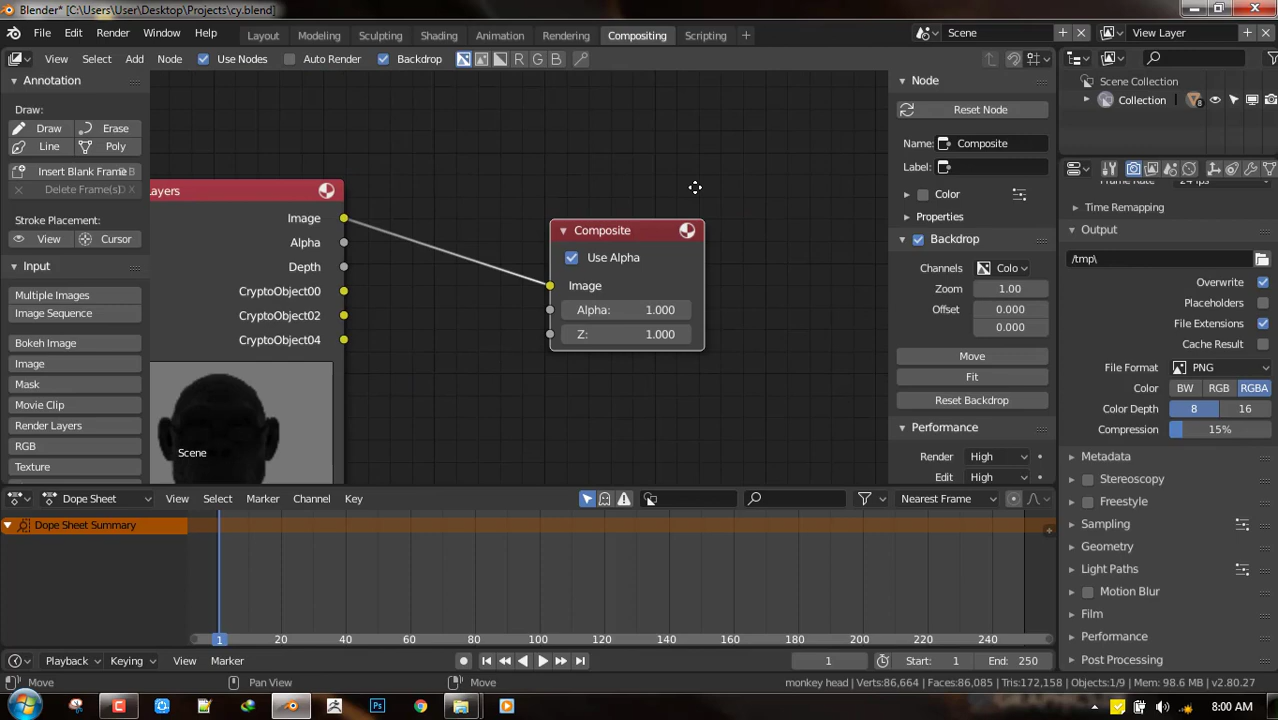 Blender* [C:\Users\User\Desktop\Projects\cy.blend]
File Edit Render Window Help Layout Modeling Sculpting Shading Animation Rendering Compositing Scripting Scene View Layer
View Select Add Node Use Nodes Auto Render Backdrop R G B
Annotation
Draw:
Draw Erase
Line Poly
Insert Blank Frame B
Delete Frame(s) X
Stroke Placement:
View Cursor
Input
Multiple Images
Image Sequence
Bokeh Image
Image
Mask
Movie Clip
Render Layers
RGB
Texture
ayers
Image
Alpha
Depth
CryptoObject00
CryptoObject02
CryptoObject04
Scene
Composite
Use Alpha
Image
Alpha: 1.000
Z: 1.000
Node
Reset Node
Name: Composite
Label:
Color
Properties
Backdrop
Channels Colo
Zoom 1.00
Offset 0.000
0.000
Move
Fit
Reset Backdrop
Performance
Render High
Edit High
Scene Collection
Collection 8
Frame Rate 24 fps
Time Remapping
Output
/tmp\
Overwrite
Placeholders
File Extensions
Cache Result
File Format PNG
Color BW RGB RGBA
Color Depth 8 16
Compression 15%
Metadata
Stereoscopy
Freestyle
Sampling
Geometry
Light Paths
Motion Blur
Film
Performance
Post Processing
Dope Sheet View Select Marker Channel Key Nearest Frame
Dope Sheet Summary
1 20 40 60 80 100 120 140 160 180 200 220 240
Playback Keying View Marker 1 Start: 1 End: 250
Move Pan View Move monkey head | Verts:86,664 | Faces:86,085 | Tris:172,158 | Objects:1/9 | Mem: 98.6 MB | v2.80.27
Ps 8:00 AM